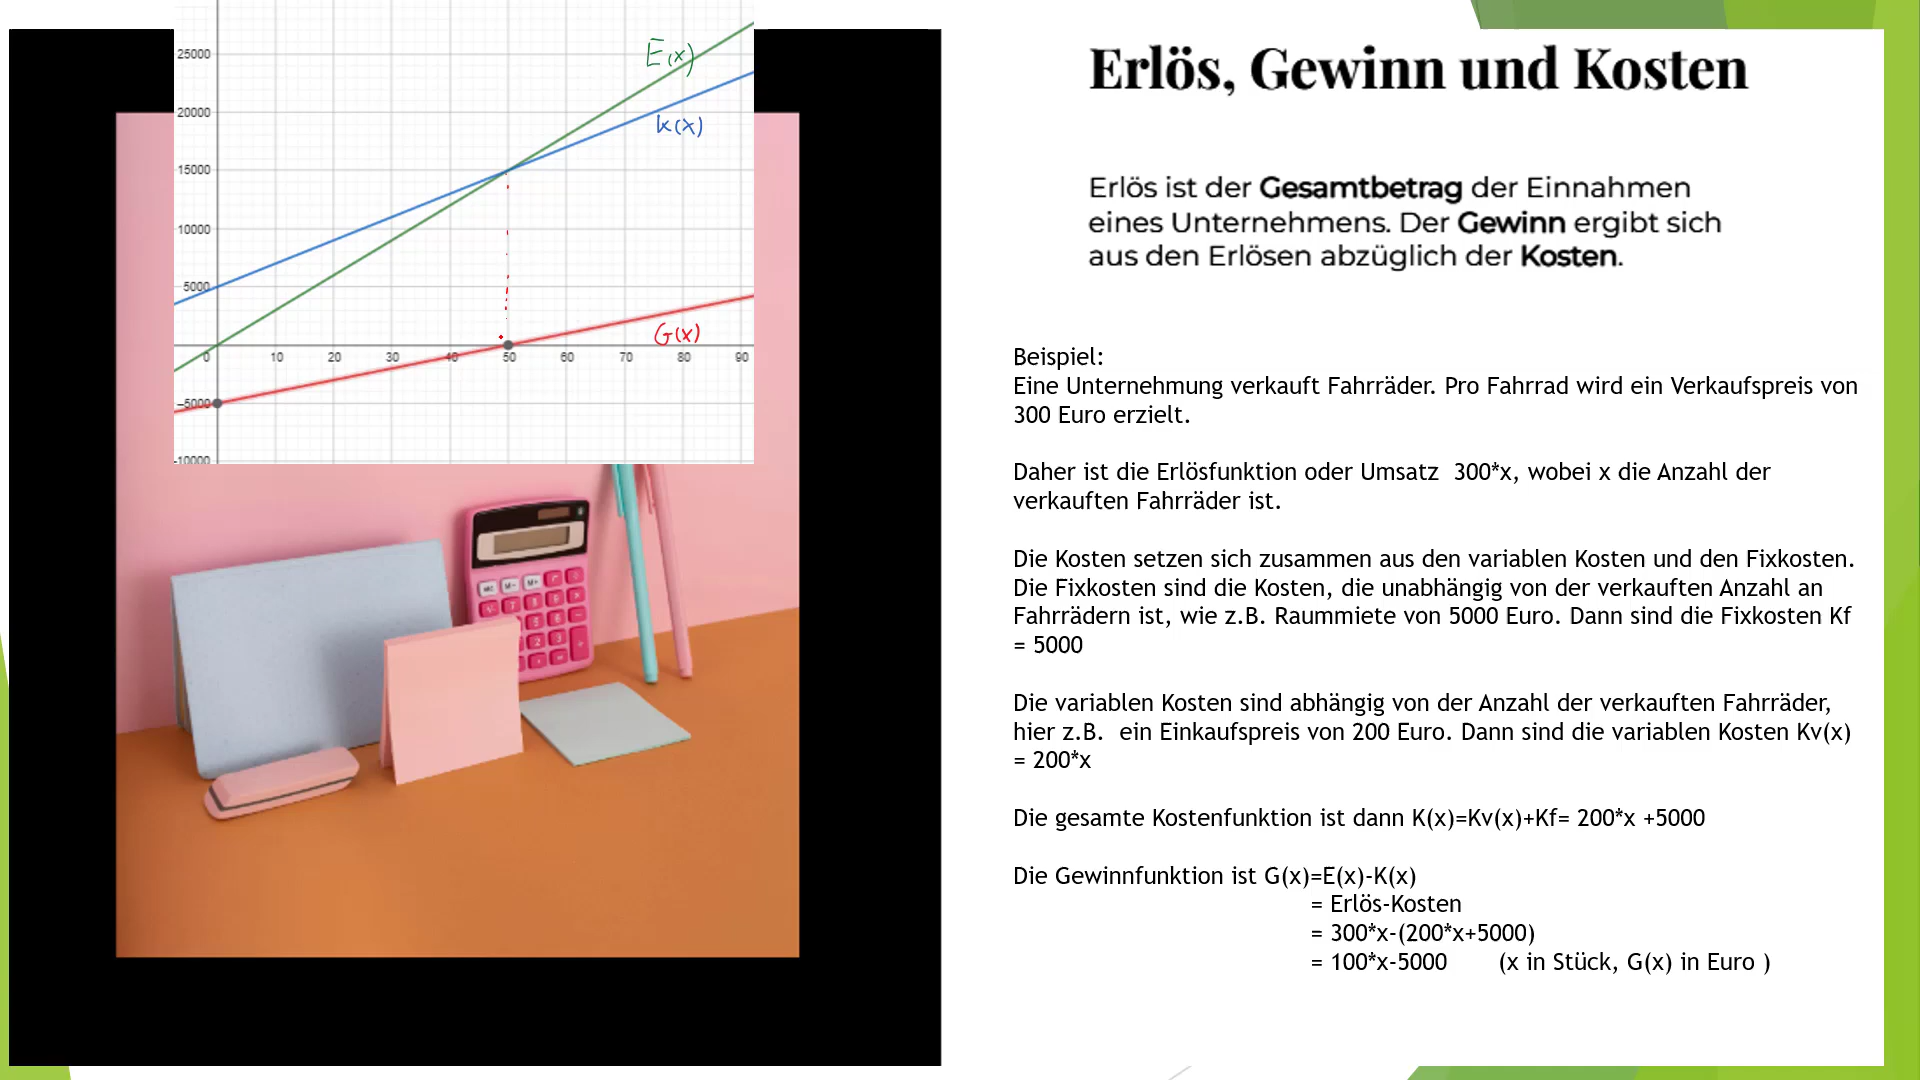 25000
20000
15000
10000
5000
0
10
20
30
40
50
60
70
80
90
-5000
-10000
E(x)
K(x)
G(x)
Erlös, Gewinn und Kosten
Erlös ist der Gesamtbetrag der Einnahmen
eines Unternehmens. Der Gewinn ergibt sich
aus den Erlösen abzüglich der Kosten.
Beispiel:
Eine Unternehmung verkauft Fahrräder. Pro Fahrrad wird ein Verkaufspreis von
300 Euro erzielt.
Daher ist die Erlösfunktion oder Umsatz 300*x, wobei x die Anzahl der
verkauften Fahrräder ist.
Die Kosten setzen sich zusammen aus den variablen Kosten und den Fixkosten.
Die Fixkosten sind die Kosten, die unabhängig von der verkauften Anzahl an
Fahrrädern ist, wie z.B. Raummiete von 5000 Euro. Dann sind die Fixkosten Kf
= 5000
Die variablen Kosten sind abhängig von der Anzahl der verkauften Fahrräder,
hier z.B. ein Einkaufspreis von 200 Euro. Dann sind die variablen Kosten Kv(x)
= 200*x
Die gesamte Kostenfunktion ist dann K(x)=Kv(x)+Kf= 200*x +5000
Die Gewinnfunktion ist G(x)=E(x)-K(x)
= Erlös-Kosten
= 300*x-(200*x+5000)
= 100*x-5000 (x in Stück, G(x) in Euro )